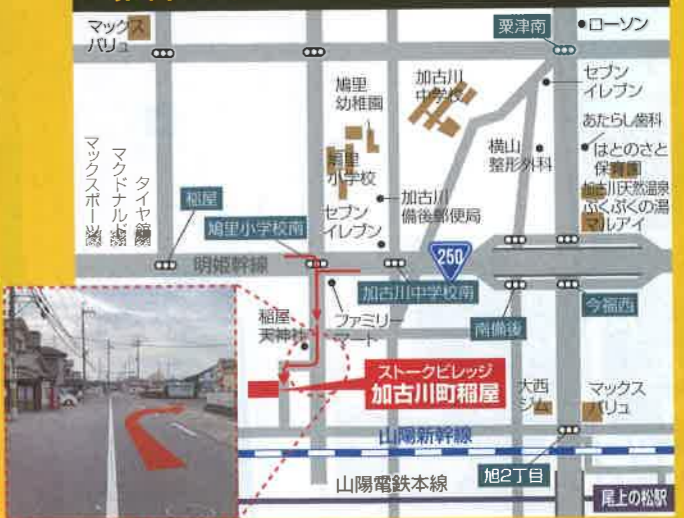 マックス
バリュ
粟津南
ローソン
鳩里
幼稚園
加古川
中学校
セブン
イレブン
あたらし歯科
横山
整形外科
はとのさと
保育園
加古川天然温泉
ぷくぷくの湯
マルアイ
マックスポーツ
マクドナルド
タイヤ館
鳩里
小学校
稲屋
加古川
備後郵便局
セブン
イレブン
鳩里小学校南
250
明姫幹線
加古川中学校南
今福西
南備後
稲屋
天神社
ファミリー
マート
ストークビレッジ
加古川町稲屋
大西
ジム
マックス
バリュ
山陽新幹線
旭2丁目
山陽電鉄本線
尾上の松駅